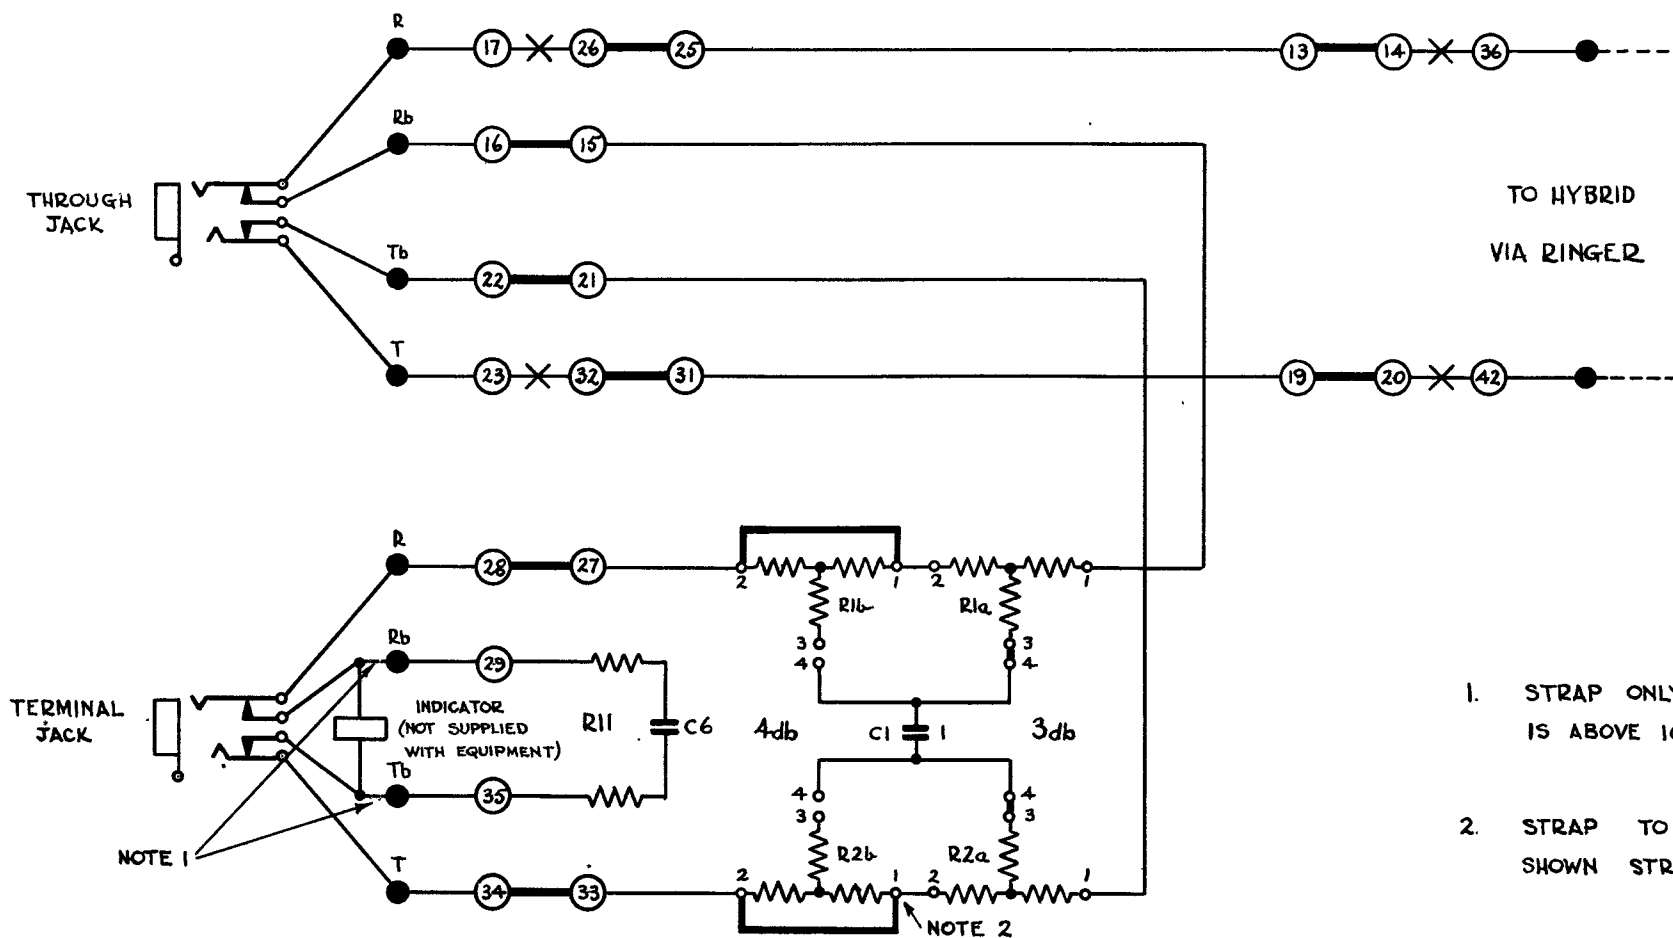 R
17 26 25 13 14 36
Rb
16 15
THROUGH
JACK
TO HYBRID
VIA RINGER
Tb
22 21
T
23 32 31 19 20 42
R
28 27
2 1 2 1
R1b R1a
3 3
4 4
Rb
29
TERMINAL
JACK
INDICATOR
(NOT SUPPLIED
WITH EQUIPMENT)
R11 C6 4db C1 1 3db
Tb
35
4 4
3 3
NOTE 1
R2b R2a
T
34 33
2 1 2 1
NOTE 2
1. STRAP ONLY
IS ABOVE
2. STRAP TO
SHOWN